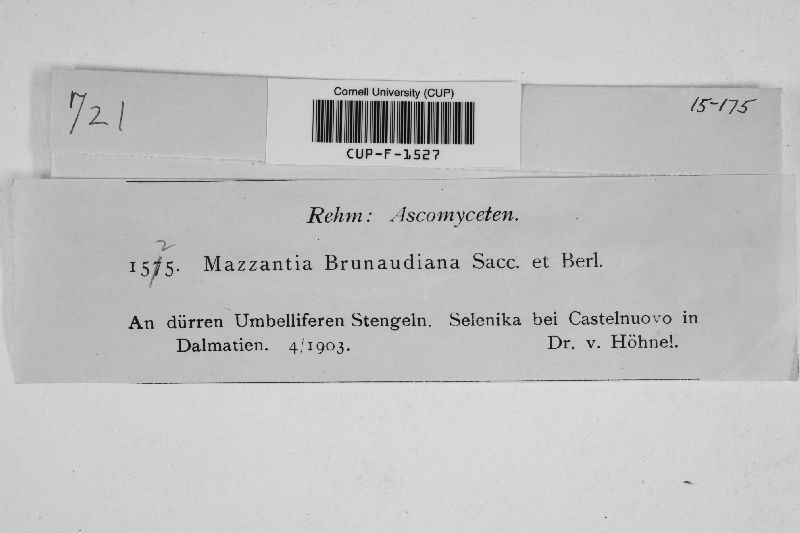 721
Cornell University (CUP)
CUP-F-1527
15-175
Rehm: Ascomyceten.
2
1575. Mazzantia Brunaudiana Sacc. et Berl.
An dürren Umbelliferen Stengeln. Selenika bei Castelnuovo in
Dalmatien. 4/1903. Dr. v. Höhnel.